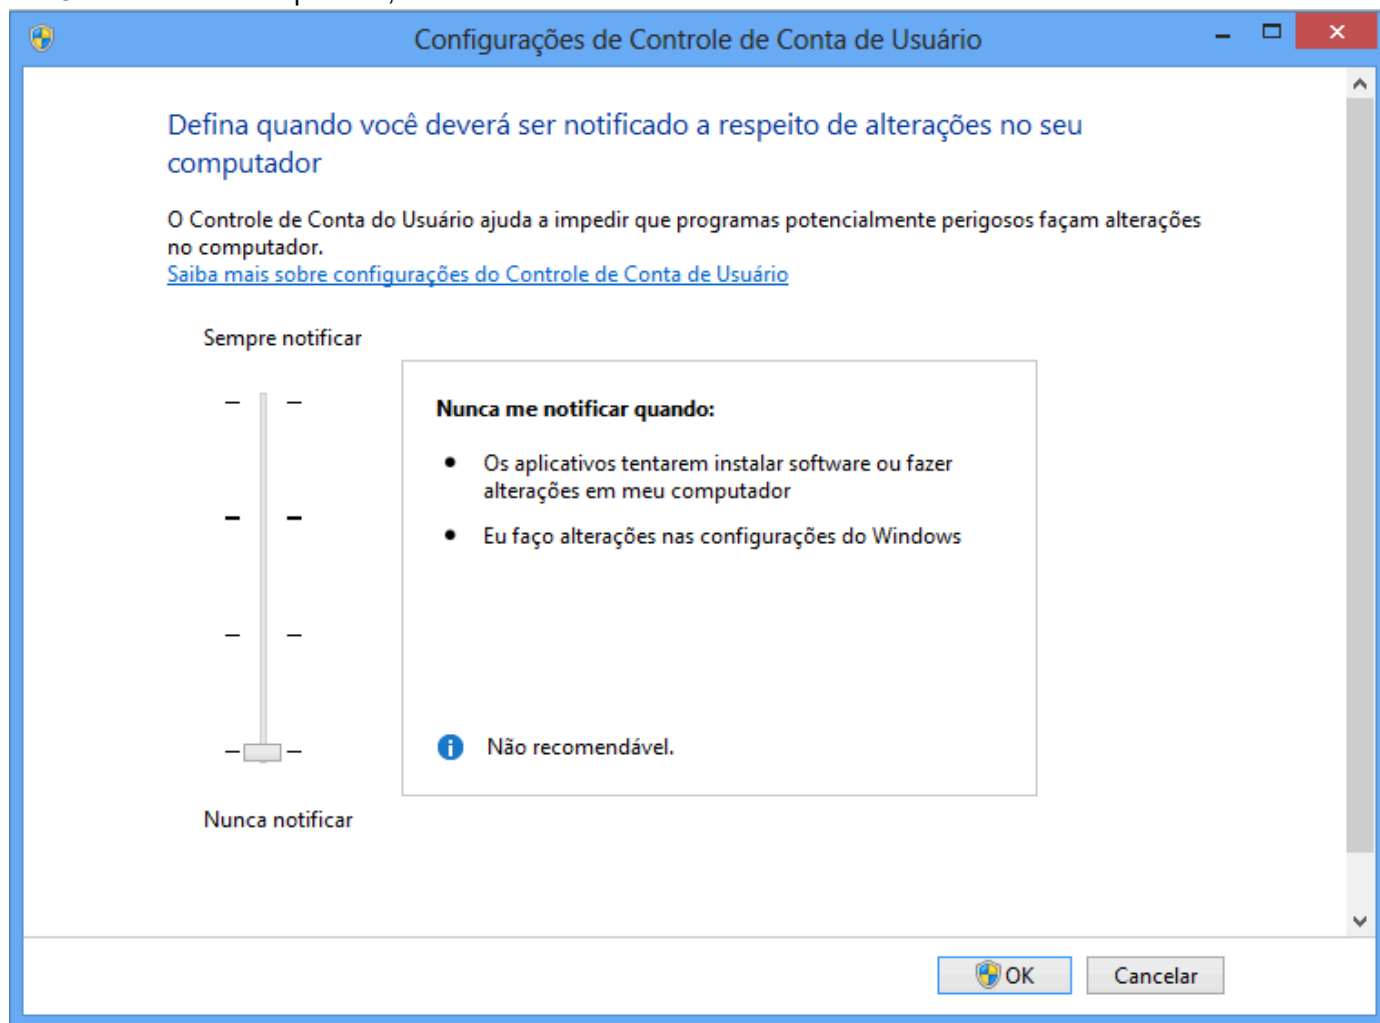 Configurações de Controle de Conta de Usuário
Defina quando você deverá ser notificado a respeito de alterações no seu
computador
O Controle de Conta do Usuário ajuda a impedir que programas potencialmente perigosos façam alterações
no computador.
Saiba mais sobre configurações do Controle de Conta de Usuário
Sempre notificar
Nunca me notificar quando:
Os aplicativos tentarem instalar software ou fazer
alterações em meu computador
Eu faço alterações nas configurações do Windows
Não recomendável.
Nunca notificar
OK
Cancelar